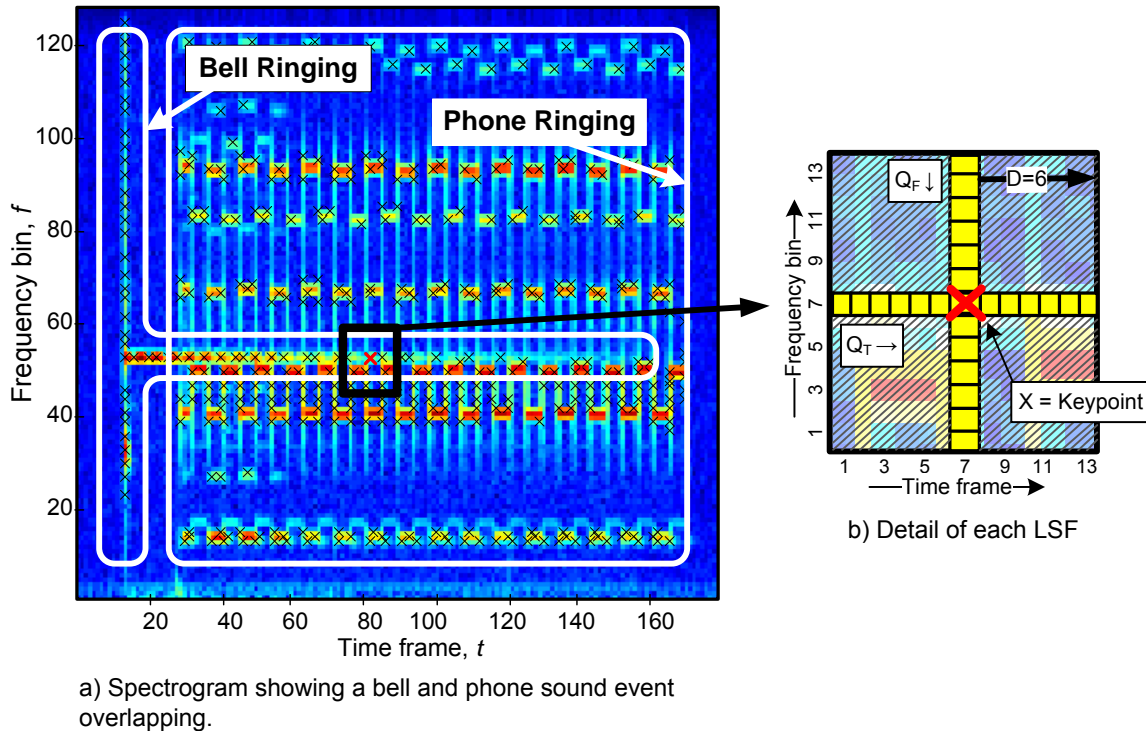 120
100
80
60
40
20
Frequency bin, f
Bell Ringing
Phone Ringing
20 40 60 80 100 120 140 160
Time frame, t
a) Spectrogram showing a bell and phone sound event
overlapping.
13
11
9
7
5
3
1
Frequency bin
Q_F ↓
D=6
Q_T →
X = Keypoint
1 3 5 7 9 11 13
Time frame
b) Detail of each LSF